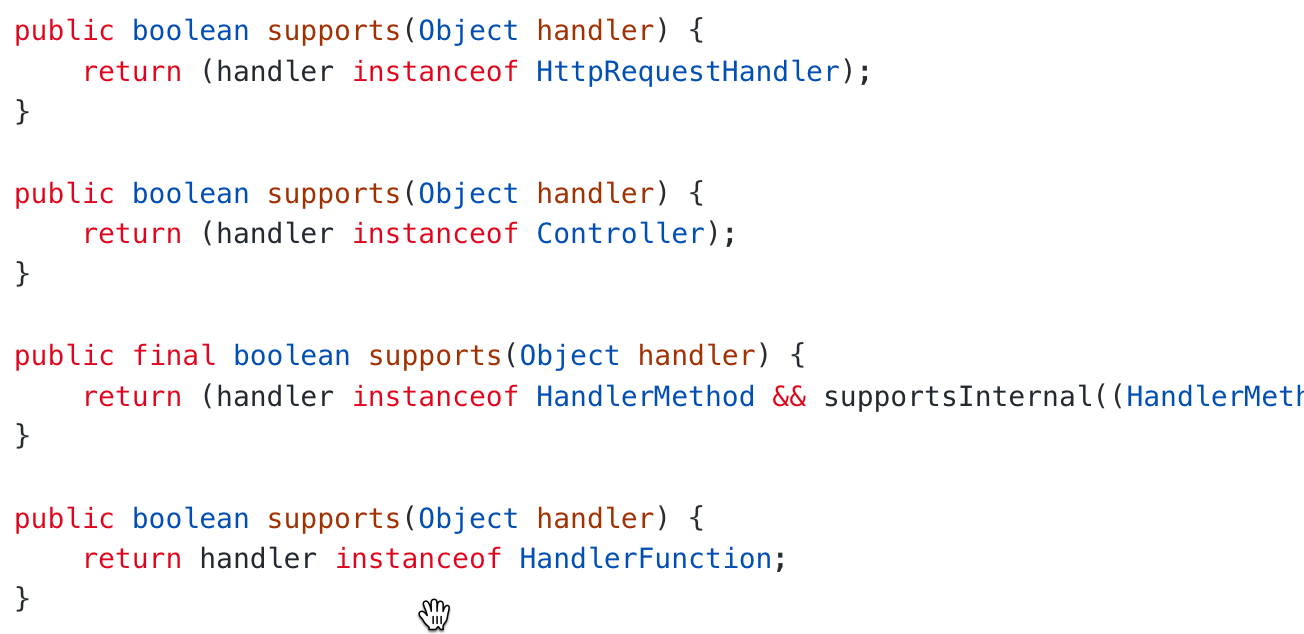 public boolean supports(Object handler) {
    return (handler instanceof HttpRequestHandler);
}
public boolean supports(Object handler) {
    return (handler instanceof Controller);
}
public final boolean supports(Object handler) {
    return (handler instanceof HandlerMethod && supportsInternal((HandlerMeth
}
public boolean supports(Object handler) {
    return handler instanceof HandlerFunction;
}